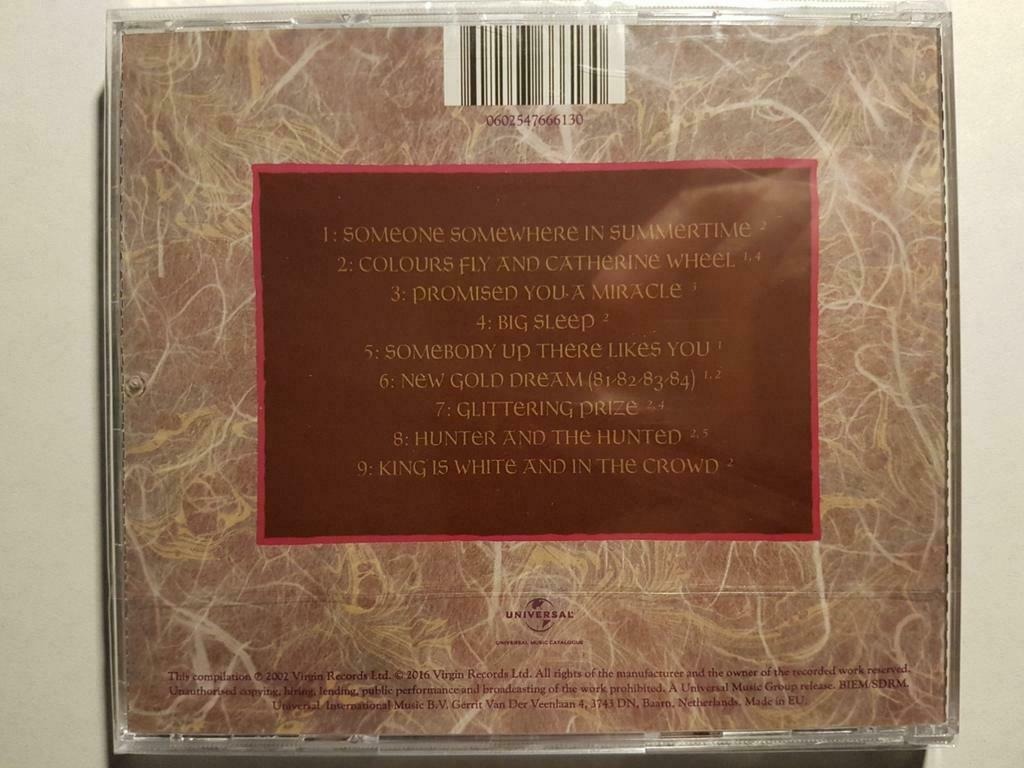 0602547666130
1: SOMEONE SOMEWHERE IN SUMMERTIME 2
2: COLOURS FLY AND CATHERINE WHEEL 1, 4
3: PROMISED YOU A MIRACLE 3
4: BIG SLEEP 2
5: SOMEBODY UP THERE LIKES YOU 1
6: NEW GOLD DREAM (81-82-83-84) 1, 2
7: GLITTERING PRIZE 2, 4
8: HUNTER AND THE HUNTED 2, 5
9: KING IS WHITE AND IN THE CROWD 2
UNIVERSAL
UNIVERSAL MUSIC CATALOGUE
This compilation ℗ 2002 Virgin Records Ltd. © 2016 Virgin Records Ltd. All rights of the manufacturer and the owner of the recorded work reserved.
Unauthorised copying, hiring, lending, public performance and broadcasting of the work prohibited. A Universal Music Group release. BIEM/SDRM.
Universal International Music B.V. Gerrit Van Der Veenlaan 4, 3743 DN, Baarn, Netherlands. Made in EU.